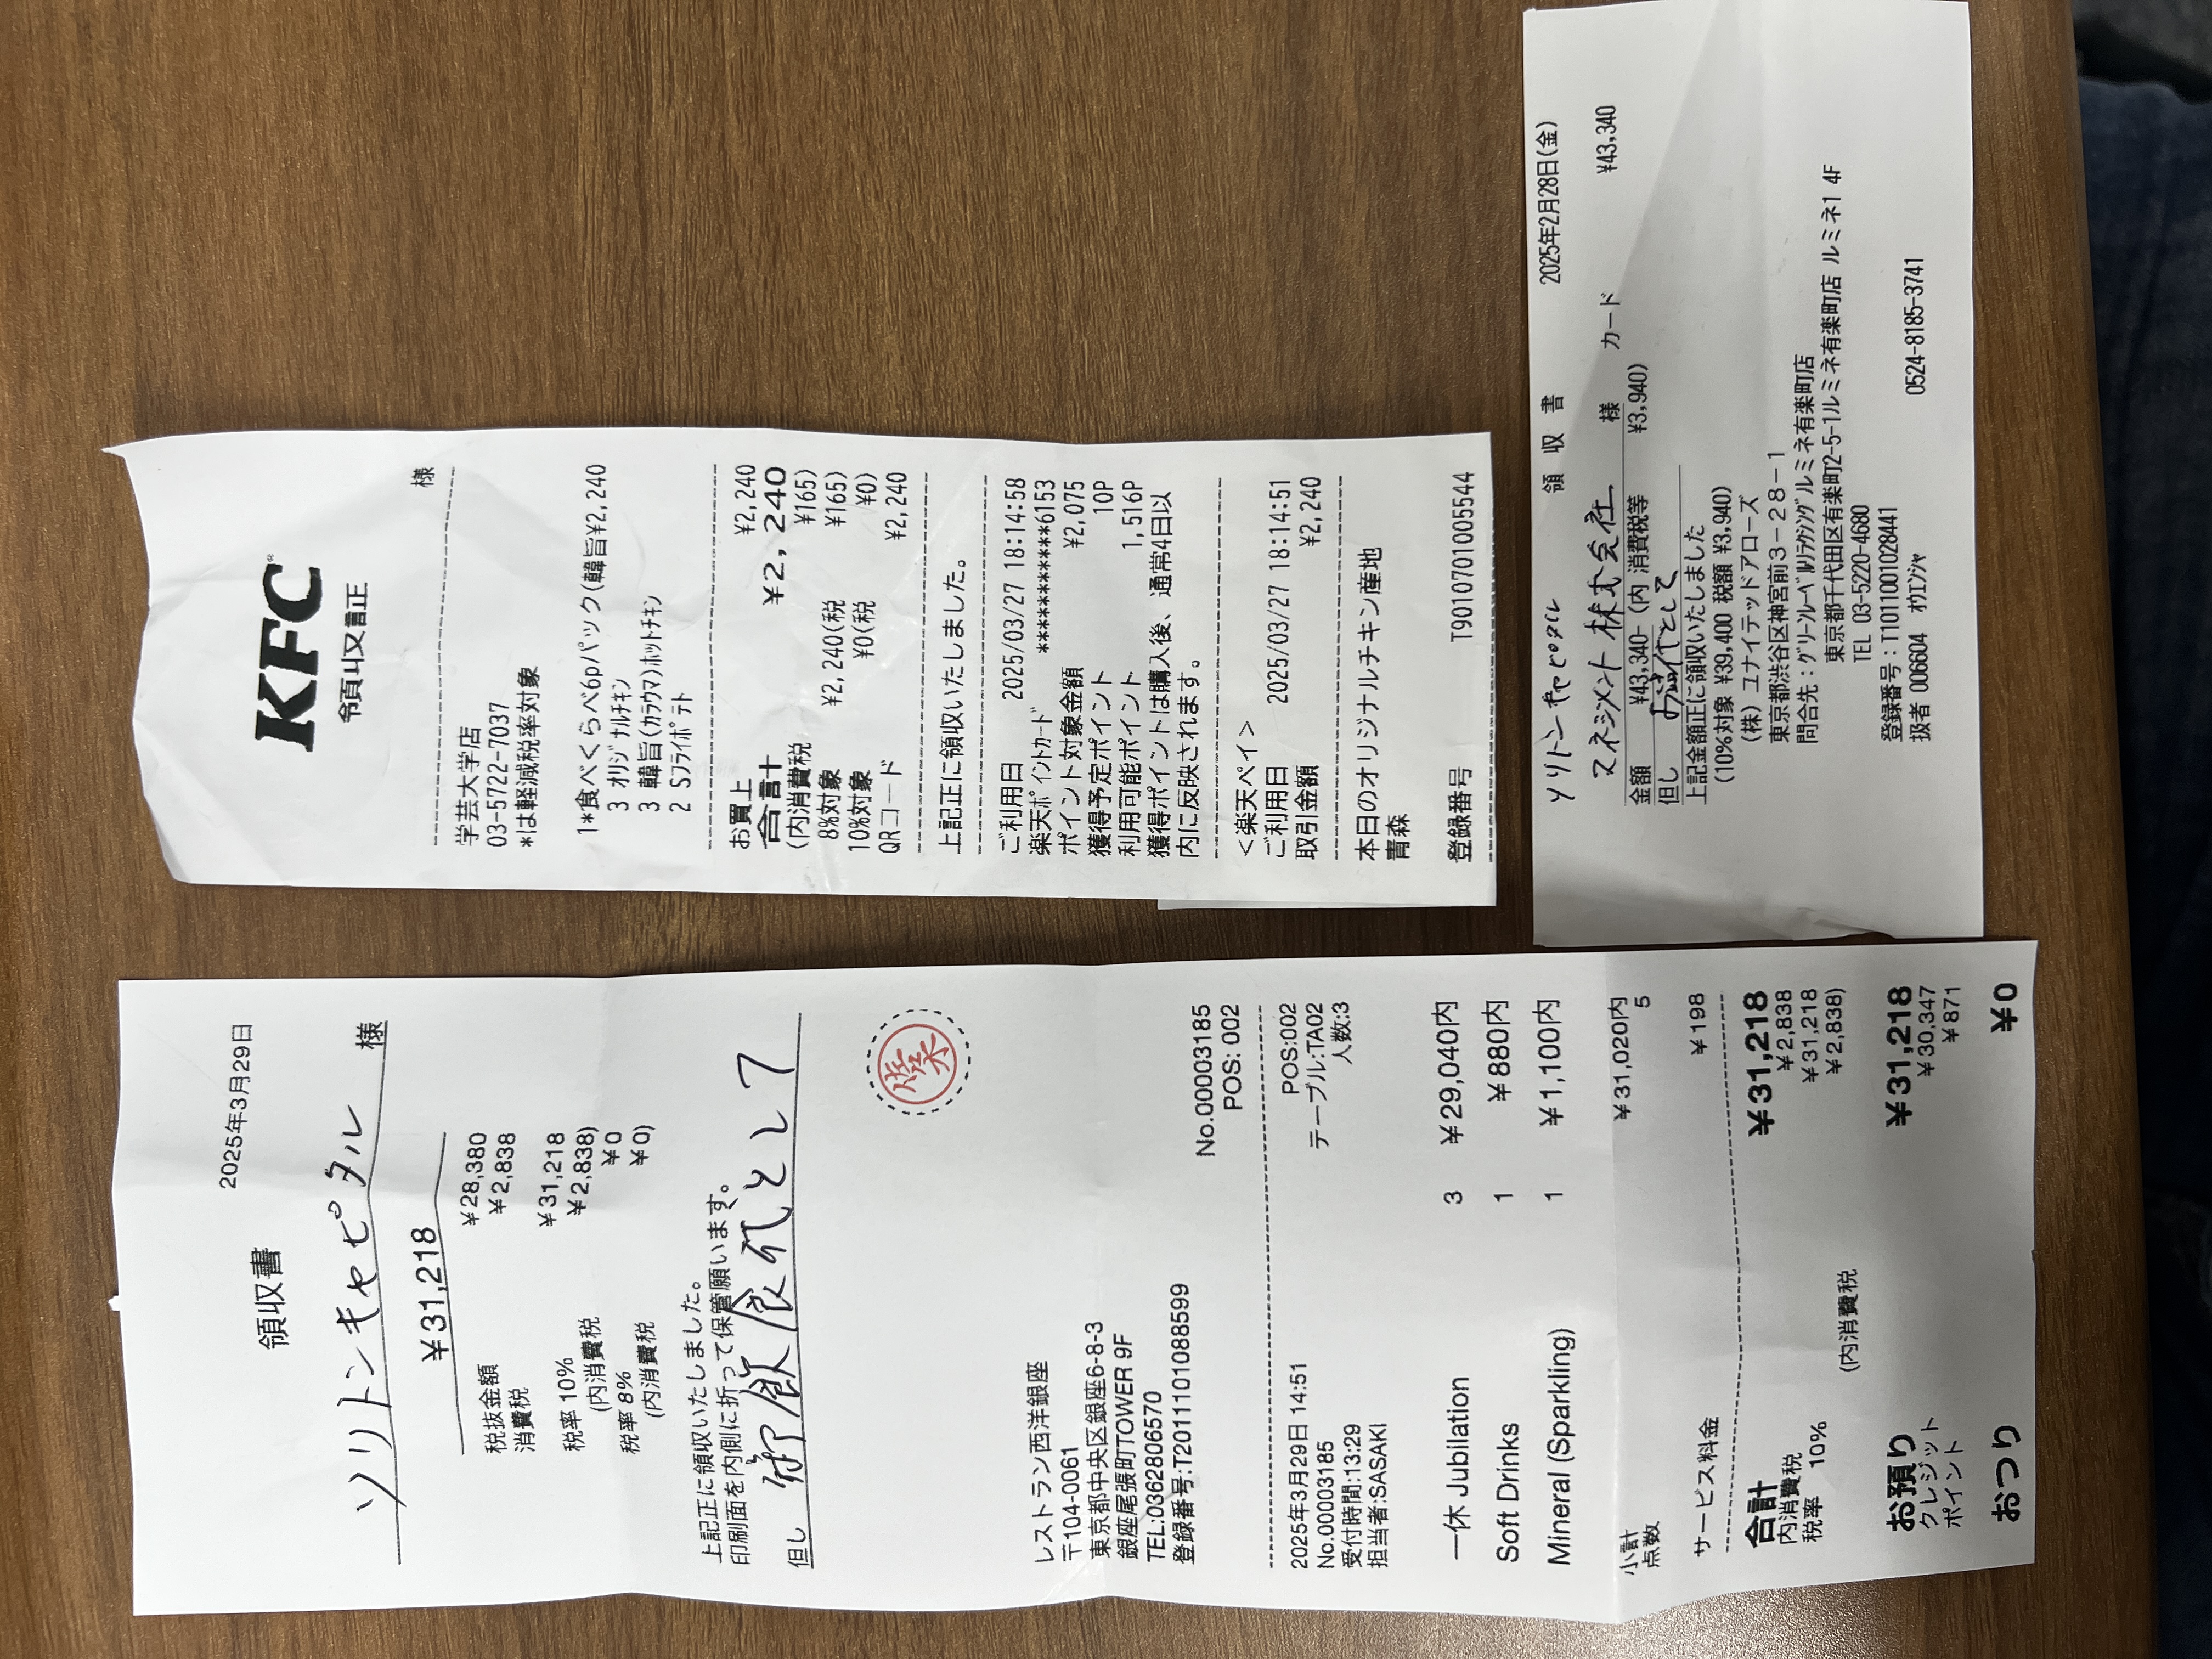 2025年3月29日
領収書
ソリトンキャピタル 様
¥31,218
税抜金額 ¥28,380
消費税 ¥2,838
税率 10% ¥31,218
(内消費税 ¥2,838)
税率 8% ¥0
(内消費税 ¥0)
上記正に領収いたしました。
印刷面を内側に折って保管願います。
但し 御飲食代として
佐々木
レストラン西洋銀座
〒104-0061
東京都中央区銀座6-8-3
銀座尾張町TOWER 9F
TEL:0362806570
登録番号:T2011101088599
No.00003185
POS: 002
2025年3月29日 14:51 POS:002
No.00003185 テーブル:TA02
受付時間:13:29 人数:3
担当者:SASAKI
一休 Jubilation 3 ¥29,040内
Soft Drinks 1 ¥880内
Mineral (Sparkling) 1 ¥1,100内
小計 ¥31,020内
点数 5
サービス料金 ¥198
合計 ¥31,218
内消費税 ¥2,838
税率 10% ¥31,218
(内消費税 ¥2,838)
お預り ¥31,218
クレジット ¥30,347
ポイント ¥871
おつり ¥0
KFC®
領収証
様
学芸大学店
03-5722-7037
*は軽減税率対象
1*食べくらべ6pパック(韓旨¥2,240
3 オリジナルチキン
3 韓旨(カラウマ)ホットチキン
2 Sフライポテト
お買上 ¥2,240
合計 ¥2,240
(内消費税 ¥165)
8%対象 ¥2,240(税 ¥165)
10%対象 ¥0(税 ¥0)
QRコード ¥2,240
上記正に領収いたしました。
ご利用日 2025/03/27 18:14:58
楽天ポイントカード ***********6153
ポイント対象金額 ¥2,075
獲得予定ポイント 10P
利用可能ポイント 1,516P
獲得ポイントは購入後、通常4日以
内に反映されます。
<楽天ペイ>
ご利用日 2025/03/27 18:14:51
取引金額 ¥2,240
本日のオリジナルチキン産地
青森
登録番号 T9010701005544
ソリトンキャピタル 領 収 書 2025年2月28日(金)
マネジメント株式会社 様 カード ¥43,340
金額 ¥43,340- (内 消費税等 ¥3,940)
但し お品代として
上記金額正に領収いたしました
(10%対象 ¥39,400 税額 ¥3,940)
(株) ユナイテッドアローズ
東京都渋谷区神宮前3-28-1
問合先:グリーンレーベルリラクシングルミネ有楽町店
東京都千代田区有楽町2-5-1ルミネ有楽町店 ルミネ1 4F
TEL 03-5220-4680
登録番号:T1011001028441
扱者 006604 オウエンシャ 0524-8185-3741